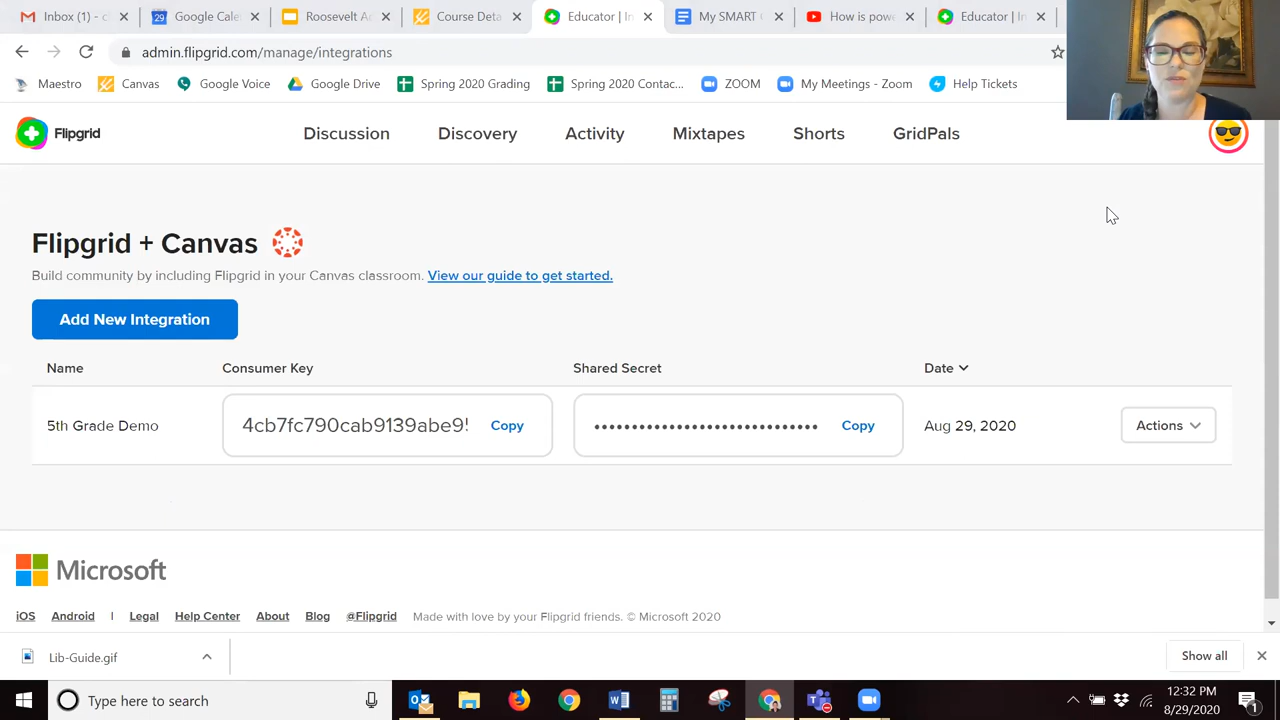 Inbox (1) - c
Google Cale
29
Roosevelt A
Course Deta
Educator | In
My SMART
How a pow
Educator | In
admin.flipgrid.com/manage/integrations
Maestro
Canvas
Google Voice
Google Drive
Spring 2020 Grading
Spring 2020 Contac...
ZOOM
My Meetings - Zoom
Help Tickets
Flipgrid
Discussion
Discovery
Activity
Mixtapes
Shorts
GridPals
Flipgrid + Canvas
Build community by including Flipgrid in your Canvas classroom. View our guide to get started.
Add New Integration
Name
Consumer Key
Shared Secret
Date
5th Grade Demo
4cb7fc790cab9139abe9
Copy
••••••••••••••••••••••••••••••
Copy
Aug 29, 2020
Actions
Microsoft
iOS
Android
|
Legal
Help Center
About
Blog
@Flipgrid
Made with love by your Flipgrid friends. © Microsoft 2020
Lib-Guide.gif
Show all
Type here to search
12:32 PM
8/29/2020
1